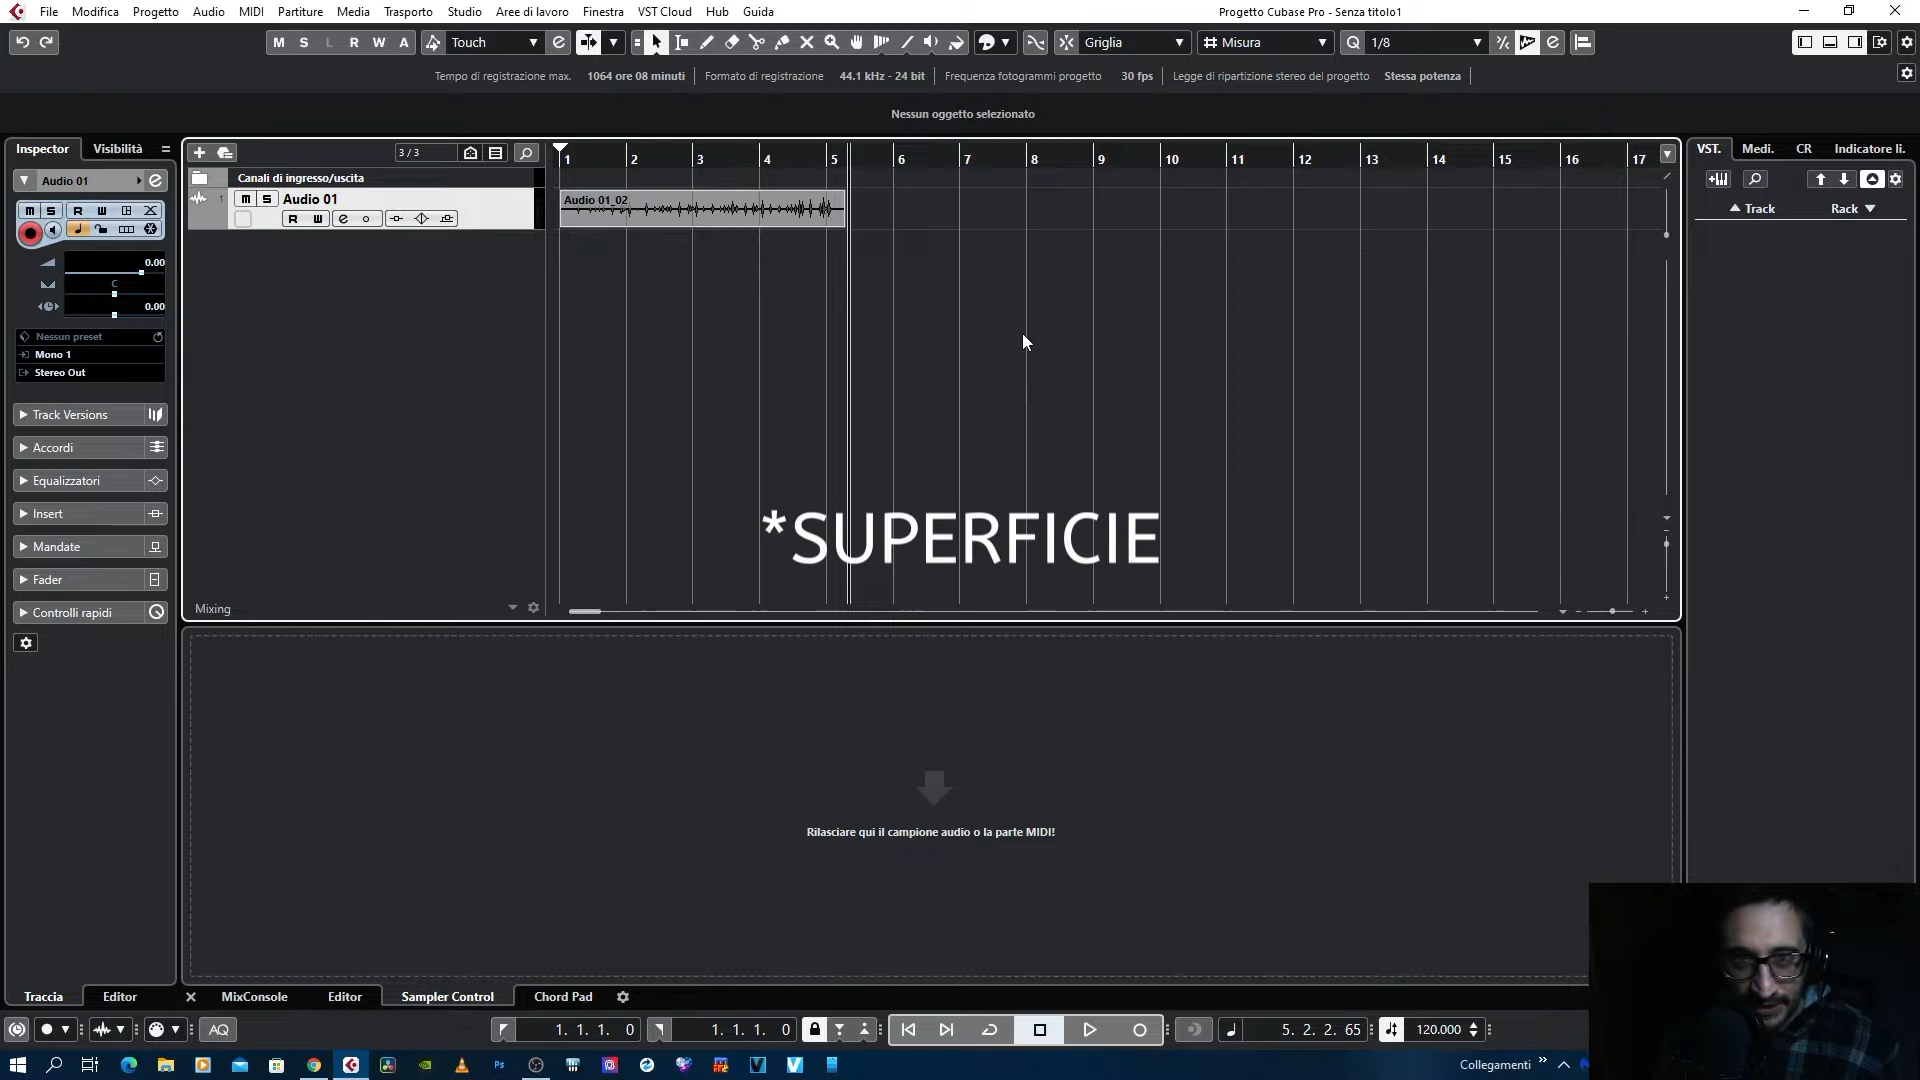 File Modifica Progetto Audio MIDI Partiture Media Trasporto Studio Aree di lavoro Finestra VST Cloud Hub Guida Progetto Cubase Pro - Senza titolo1
M S L R W A Touch Griglia Misura Q 1/8
Tempo di registrazione max. 1064 ore 08 minuti Formato di registrazione 44.1 kHz - 24 bit Frequenza fotogrammi progetto 30 fps Legge di ripartizione stereo del progetto Stessa potenza
Nessun oggetto selezionato
Inspector Visibilità 3 / 3 1 2 3 4 5 6 7 8 9 10 11 12 13 14 15 16 17 VST. Medi. CR Indicatore li.
Audio 01 Canali di ingresso/uscita
1 m S Audio 01 Audio 01_02
R W e
m S R W
Track Rack
0.00
C
0.00
Nessun preset
Mono 1
Stereo Out
Track Versions
Accordi
Equalizzatori
Insert
Mandate
Fader
Controlli rapidi
*SUPERFICIE
Mixing
Rilasciare qui il campione audio o la parte MIDI!
Traccia Editor MixConsole Editor Sampler Control Chord Pad
AQ 1. 1. 1. 0 1. 1. 1. 0 5. 2. 2. 65 120.000
Ps Collegamenti